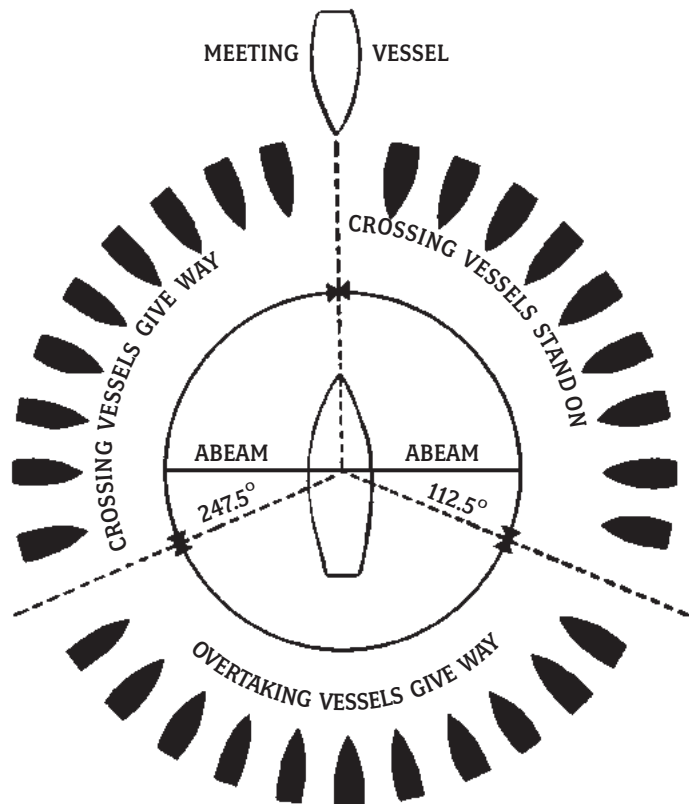 MEETING VESSEL
CROSSING VESSELS GIVE WAY
CROSSING VESSELS STAND ON
ABEAM ABEAM
247.5° 112.5°
OVERTAKING VESSELS GIVE WAY